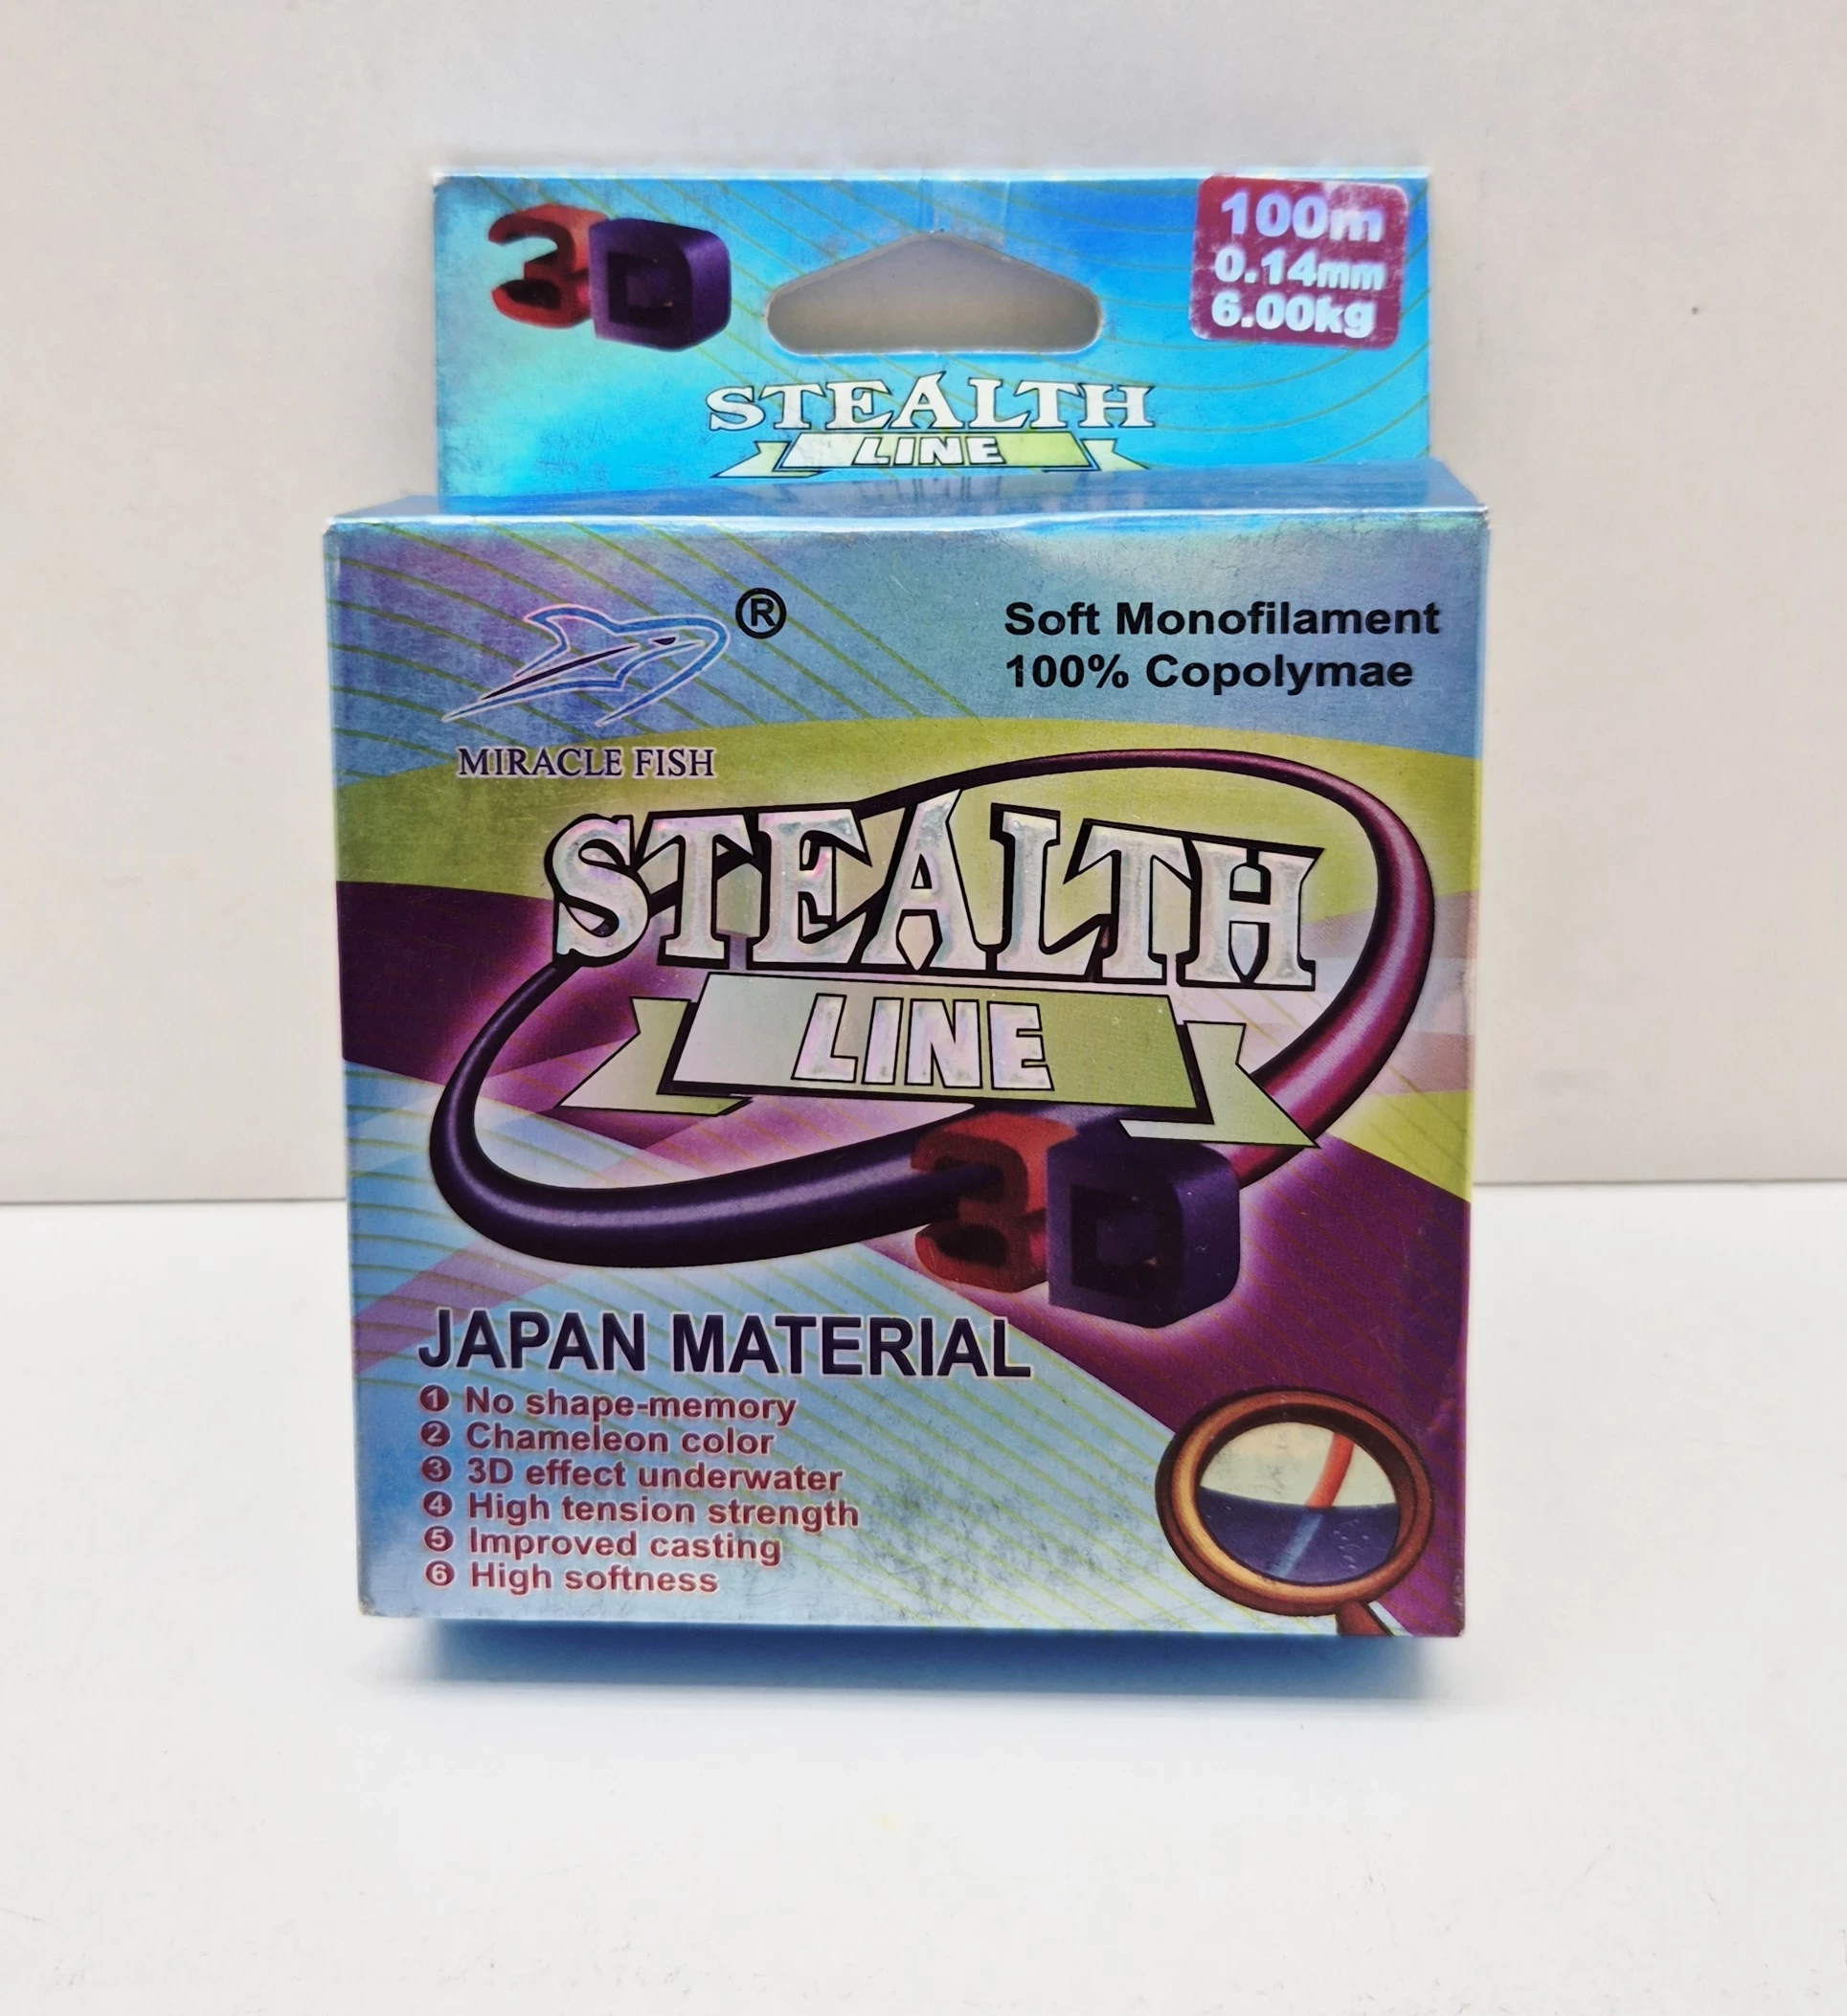 3D
100m
0.14mm
6.00kg
STEALTH
LINE
®
MIRACLE FISH
Soft Monofilament
100% Copolymae
STEALTH
LINE
3D
JAPAN MATERIAL
1 No shape-memory
2 Chameleon color
3 3D effect underwater
4 High tension strength
5 Improved casting
6 High softness